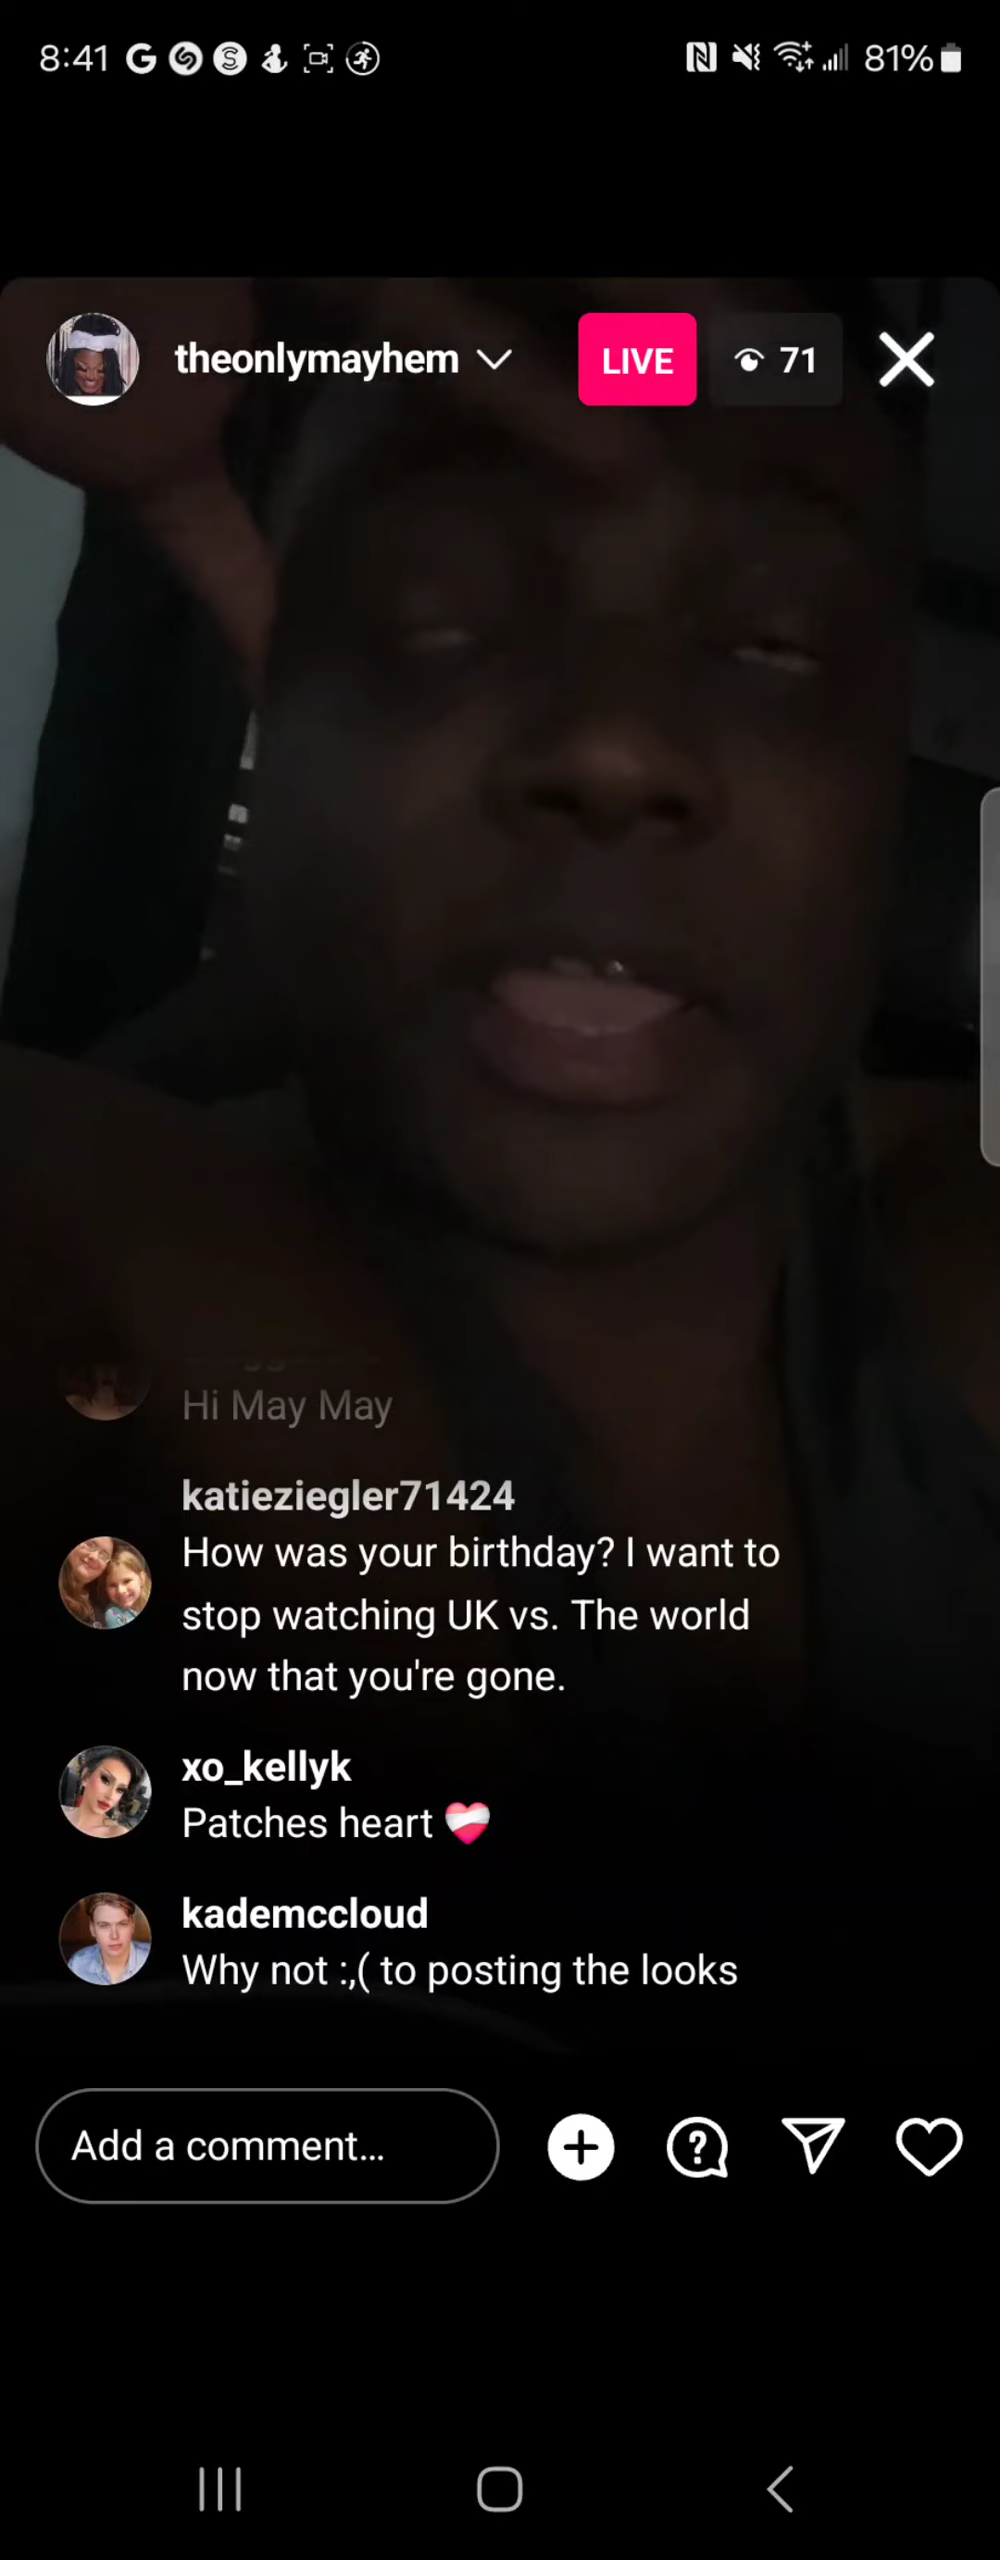 8:41
81%
theonlymayhem
LIVE
71
Hi May May
katieziegler71424
How was your birthday? I want to
stop watching UK vs. The world
now that you're gone.
xo_kellyk
Patches heart ❤️‍🩹
kademccloud
Why not :,( to posting the looks
Add a comment...